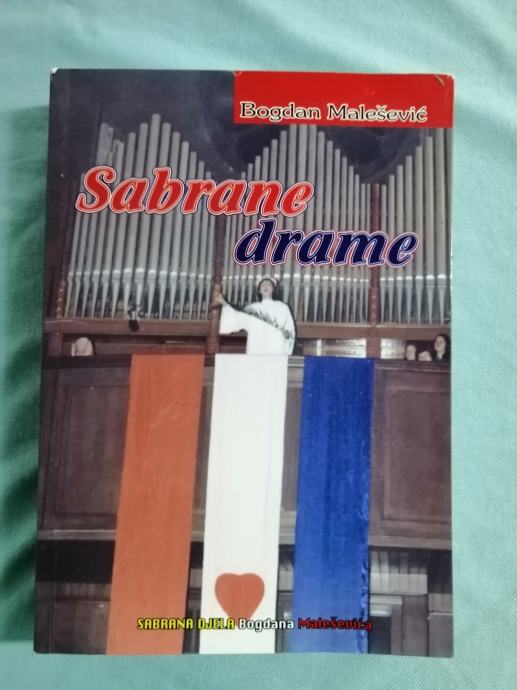 Bogdan Malešević
Sabrane
drame
SABRANA DJELA Bogdana Maleševića